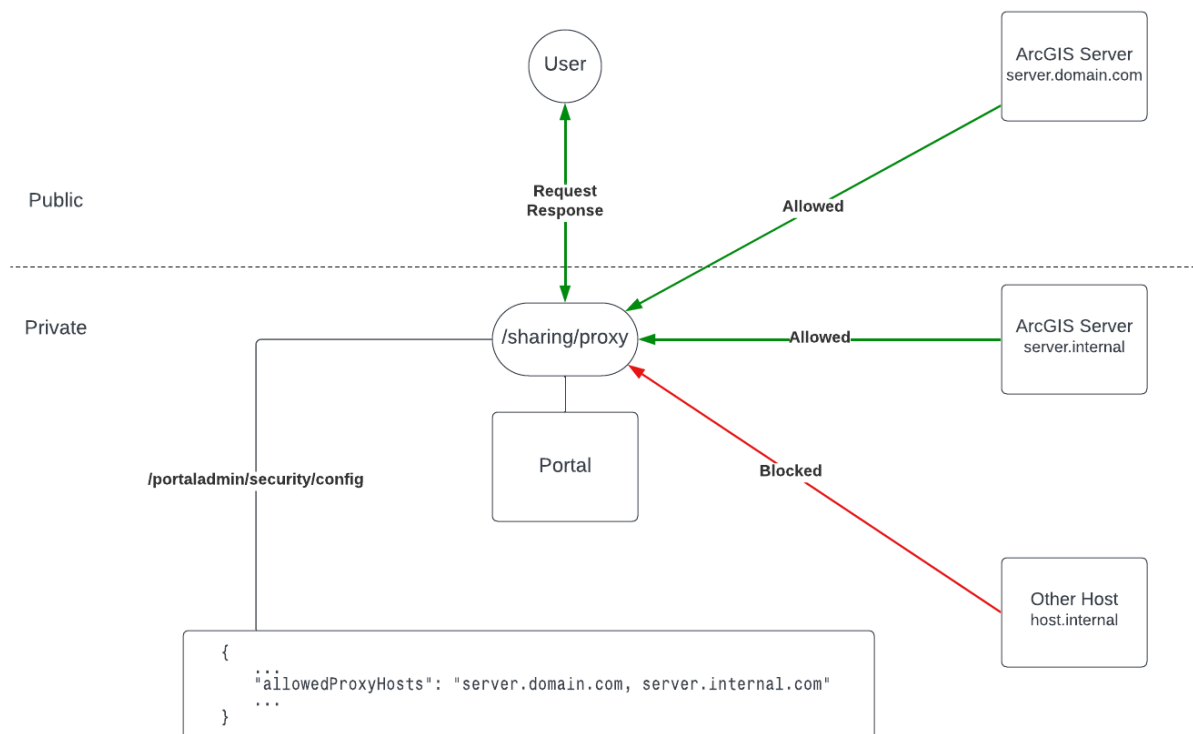 User
ArcGIS Server
server.domain.com
Request
Response
Public
Allowed
Private
/sharing/proxy
Allowed
ArcGIS Server
server.internal
Portal
/portaladmin/security/config
Blocked
Other Host
host.internal
{
...
"allowedProxyHosts": "server.domain.com, server.internal.com"
...
}